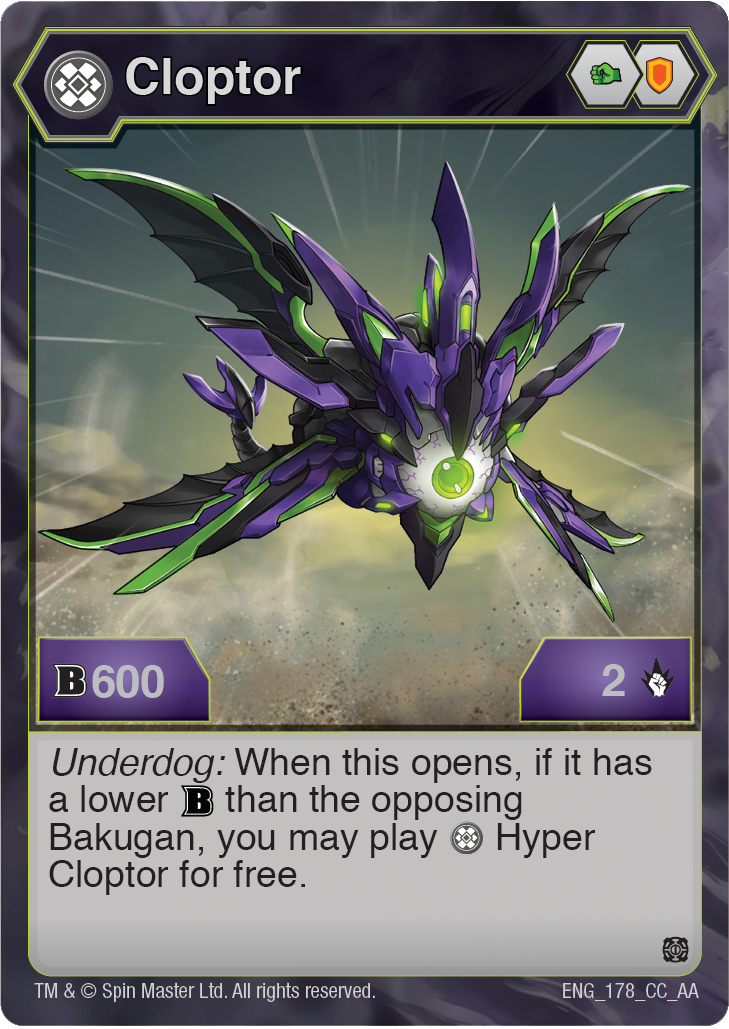 Cloptor
B 600
2
Underdog: When this opens, if it has
a lower B than the opposing
Bakugan, you may play Hyper
Cloptor for free.
TM & © Spin Master Ltd. All rights reserved.
ENG_178_CC_AA